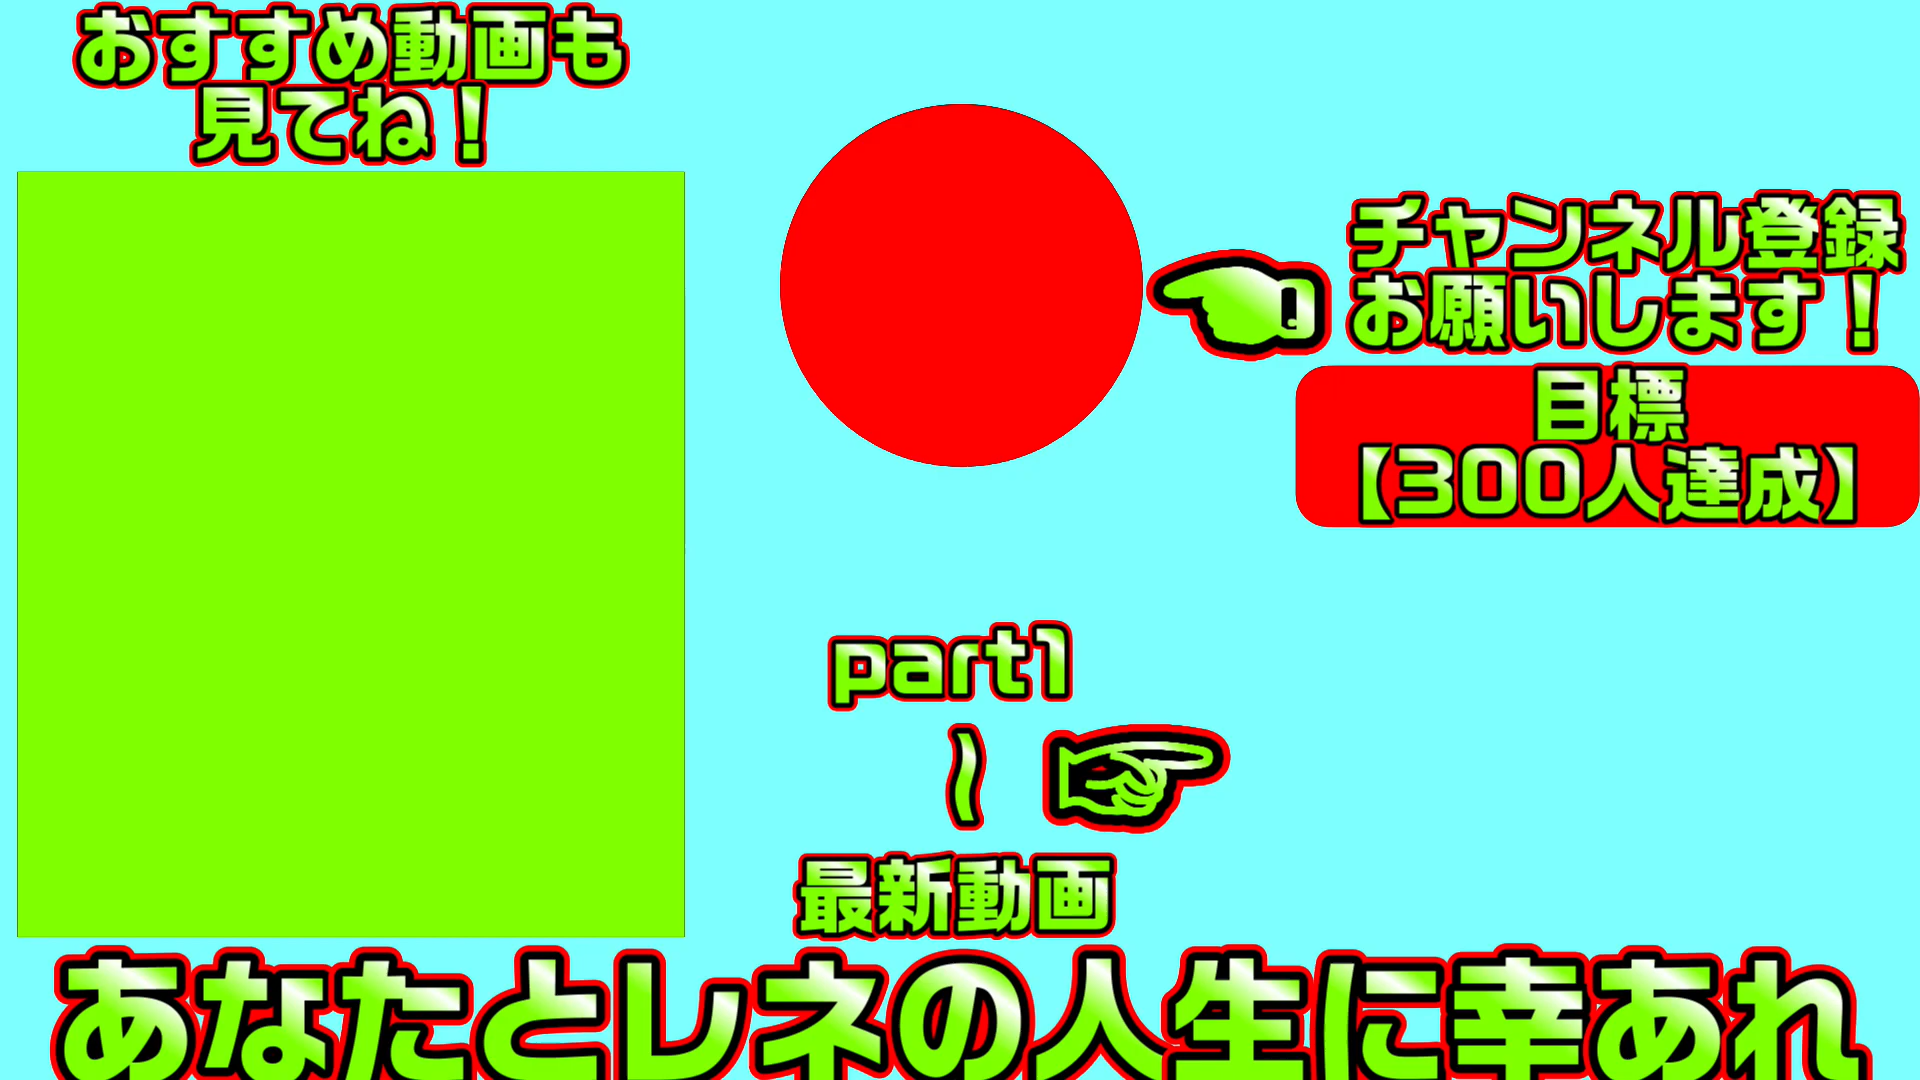 おすすめ動画も
見てね！
チャンネル登録
お願いします！
目標
【300人達成】
part1
～
最新動画
あなたとレネの人生に幸あれ